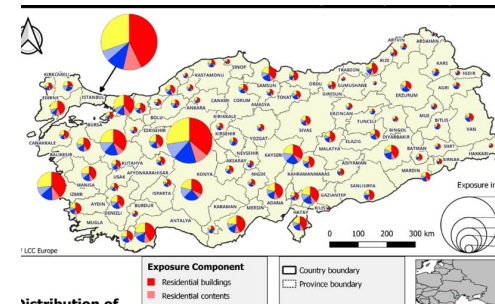 ARTVIN ARDAHAN
SINOP
RIZE
KARS
KIRKLARELI
KASTAMONU
TRABZON
IGDIR
EDIRNE
ISTANBUL
SAMSUN
ORDU
GUMUSHANE
BOLU
CANKIRI
CORUM
AMASYA
TOKAT
GIRESUN
ERZURUM
AGRI
ANKARA
BURSA
ERZINCAN
KIRIKKALE
CANAKKALE
ESKISEHIR
KIRSEHIR
SIVAS
TUNCELI
BINGOL
MUS
BITLIS
VAN
BALIKESIR
YOZGAT
ELAZIG
DIYARBAKIR
KUTAHYA
NEVSEHIR
KAYSERI
MALATYA
BATMAN
SIIRT
HAKKARI
USAK
AFYONKARAHISAR
AKSARAY
SIRNAK
MANISA
KONYA
NIGDE
KAHRAMANMARAS
ADIYAMAN
MARDIN
IZMIR
ISPARTA
SANLIURFA
AYDIN
BURDUR
ADANA
GAZIANTEP
Exposure in
DENIZLI
KARAMAN
MERSIN
KILIS
MUGLA
ANTALYA
HATAY
LCC Europe
0 100 200 300 km
Exposure Component
Residential buildings
Residential contents
Country boundary
Province boundary
Distribution of